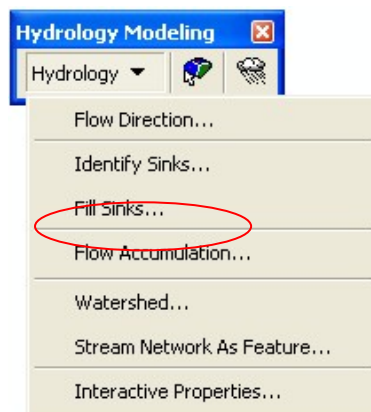 Hydrology Modeling
Hydrology
Flow Direction...
Identify Sinks...
Fill Sinks...
Flow Accumulation...
Watershed...
Stream Network As Feature...
Interactive Properties...